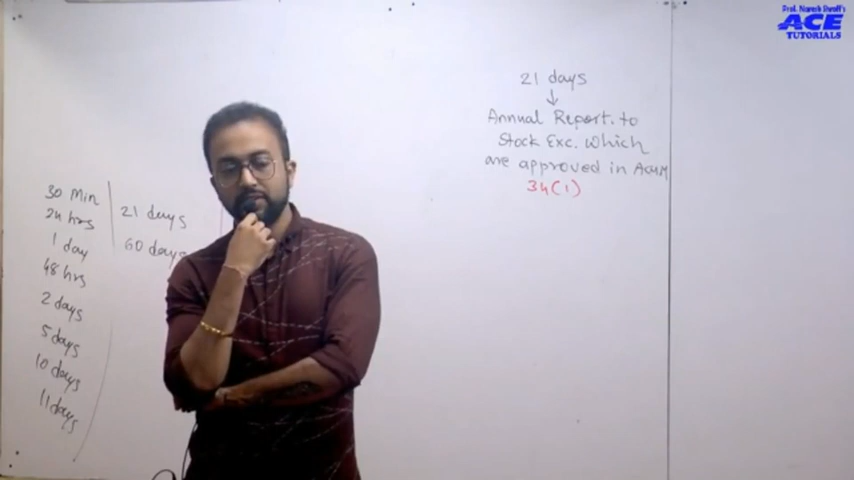 Prof. Naresh Shroff's
ACE
TUTORIALS
21 days
↓
Annual Report. to
Stock Exc. Which
are approved in AGM
34(1)
30 Min
24 hrs
1 day
48 hrs
2 days
5 days
10 days
11 days
21 days
60 days